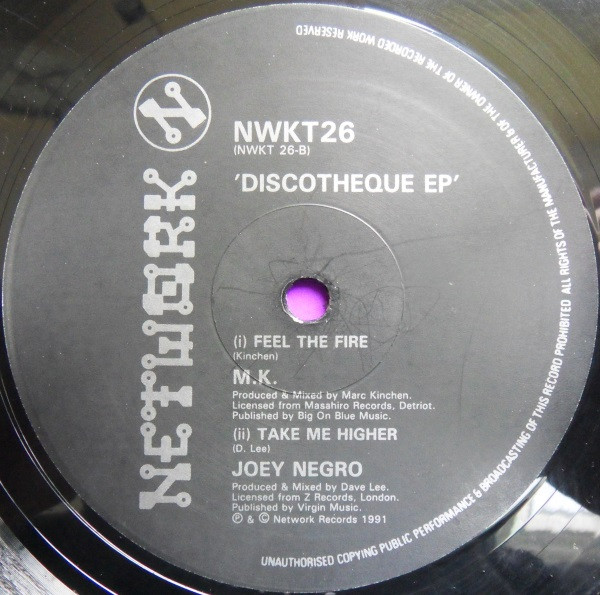 NETWORK
NWKT26
(NWKT 26-B)
'DISCOTHEQUE EP'
(i) FEEL THE FIRE
(Kinchen)
M.K.
Produced & Mixed by Marc Kinchen.
Licensed from Masahiro Records, Detriot.
Published by Big On Blue Music.
(ii) TAKE ME HIGHER
(D. Lee)
JOEY NEGRO
Produced & Mixed by Dave Lee.
Licensed from Z Records, London.
Published by Virgin Music.
℗ & © Network Records 1991
UNAUTHORISED COPYING PUBLIC PERFORMANCE & BROADCASTING OF THIS RECORD PROHIBITED ALL RIGHTS OF THE MANUFACTURER & OF THE OWNER OF THE RECORDED WORK RESERVED